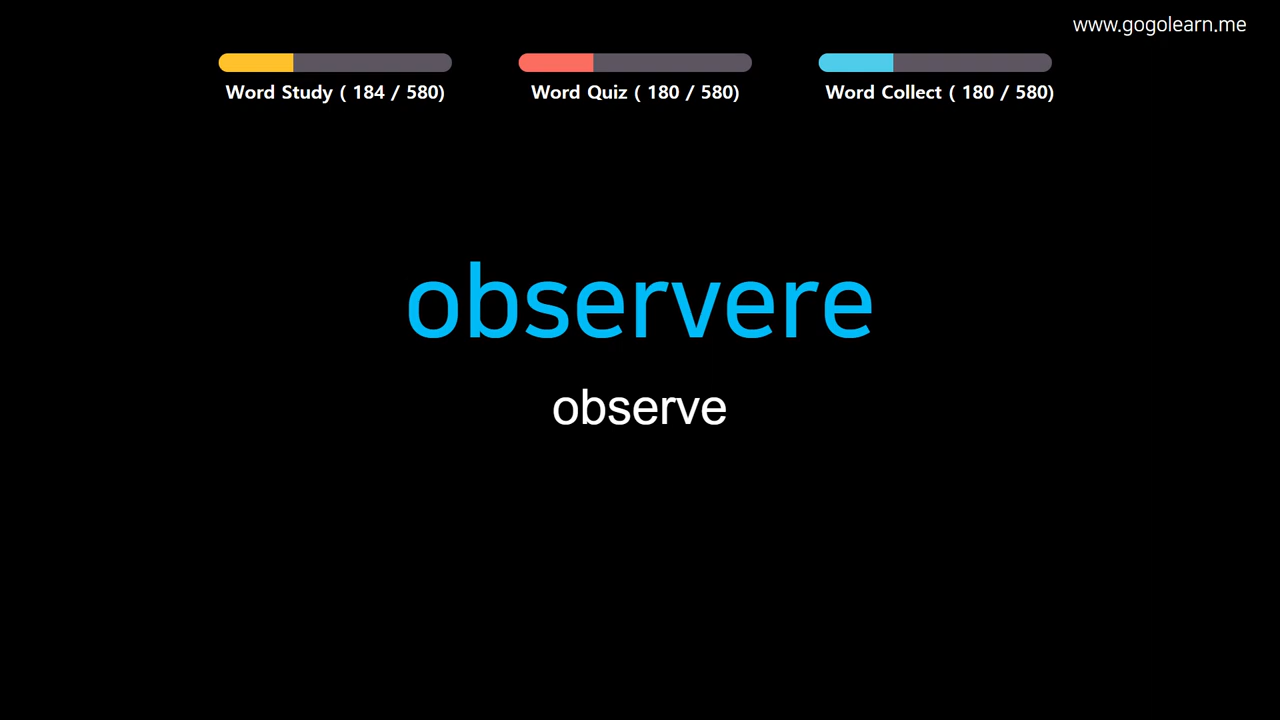 www.gogolearn.me
Word Study ( 184 / 580)
Word Quiz ( 180 / 580)
Word Collect ( 180 / 580)
observere
observe